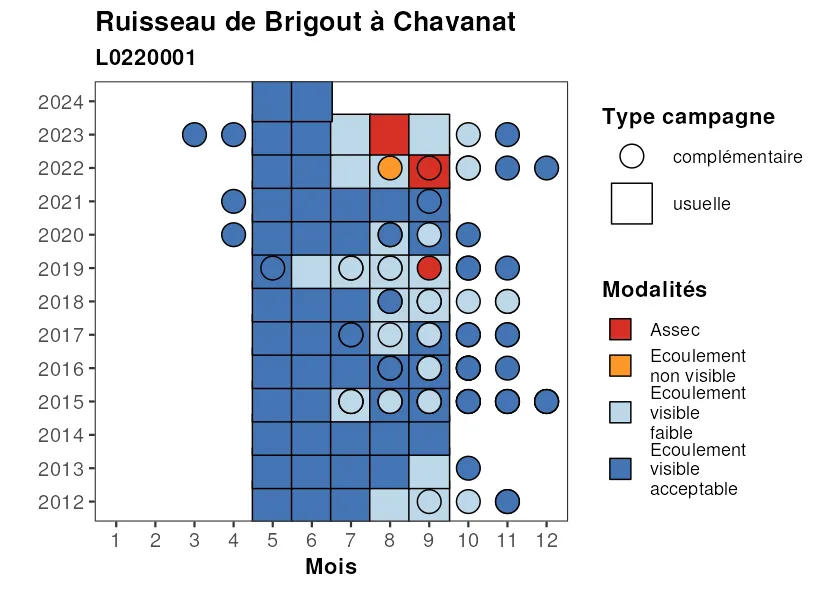 Ruisseau de Brigout à Chavanat
L0220001
2024
2023
2022
2021
2020
2019
2018
2017
2016
2015
2014
2013
2012
1 2 3 4 5 6 7 8 9 10 11 12
Mois
Type campagne
complémentaire
usuelle
Modalités
Assec
Ecoulement
non visible
Ecoulement
visible
faible
Ecoulement
visible
acceptable